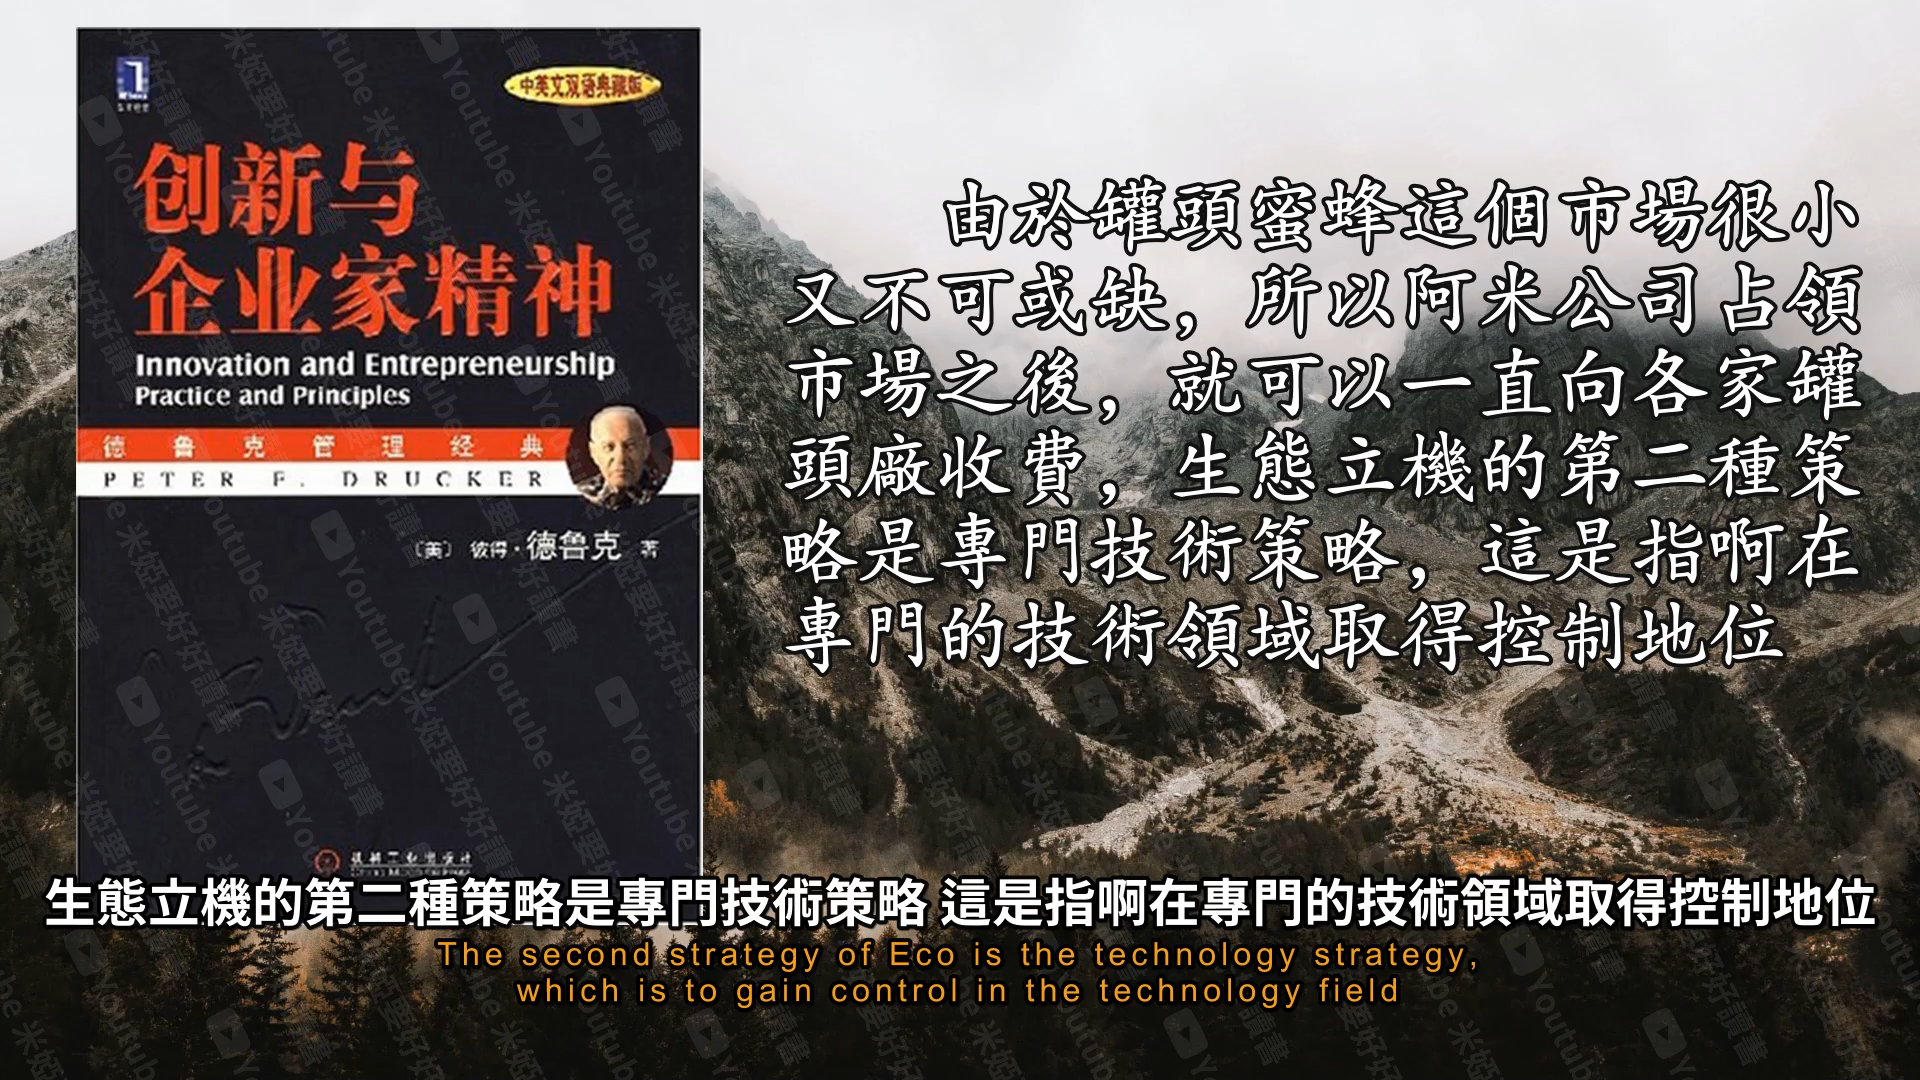 中英文双语典藏版
创新与
企业家精神
Innovation and Entrepreneurship
Practice and Principles
德鲁克管理经典
PETER F. DRUCKER
〔美〕 彼得·德鲁克 著
由於罐頭蜜蜂這個市場很小
又不可或缺，所以阿米公司占領
市場之後，就可以一直向各家罐
頭廠收費，生態立機的第二種策
略是專門技術策略，這是指啊在
專門的技術領域取得控制地位
生態立機的第二種策略是專門技術策略 這是指啊在專門的技術領域取得控制地位
The second strategy of Eco is the technology strategy,
which is to gain control in the technology field
Youtube 米婭要好好讀書